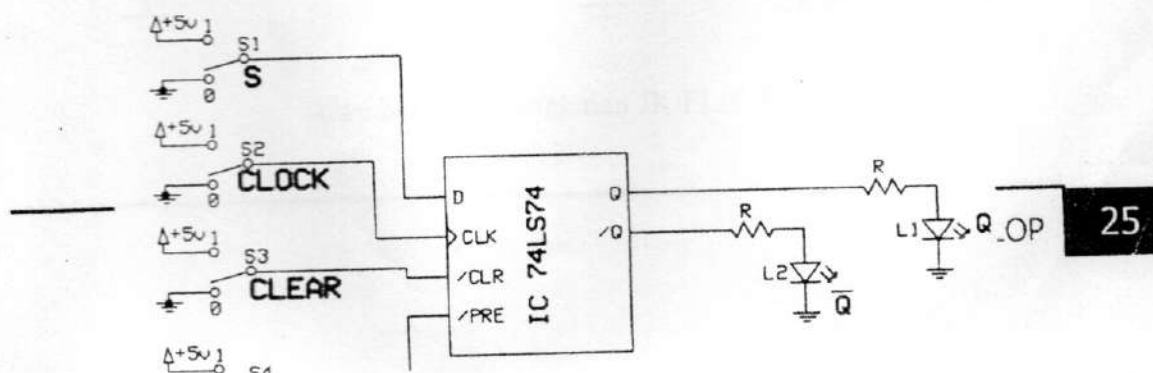 +5v 1
S1
S
0
+5v 1
S2
CLOCK
0
+5v 1
S3
CLEAR
0
+5v 1
S4
D
CLK
/CLR
/PRE
IC 74LS74
Q
/Q
R
L1
Q
R
L2
Q̅
OP
25